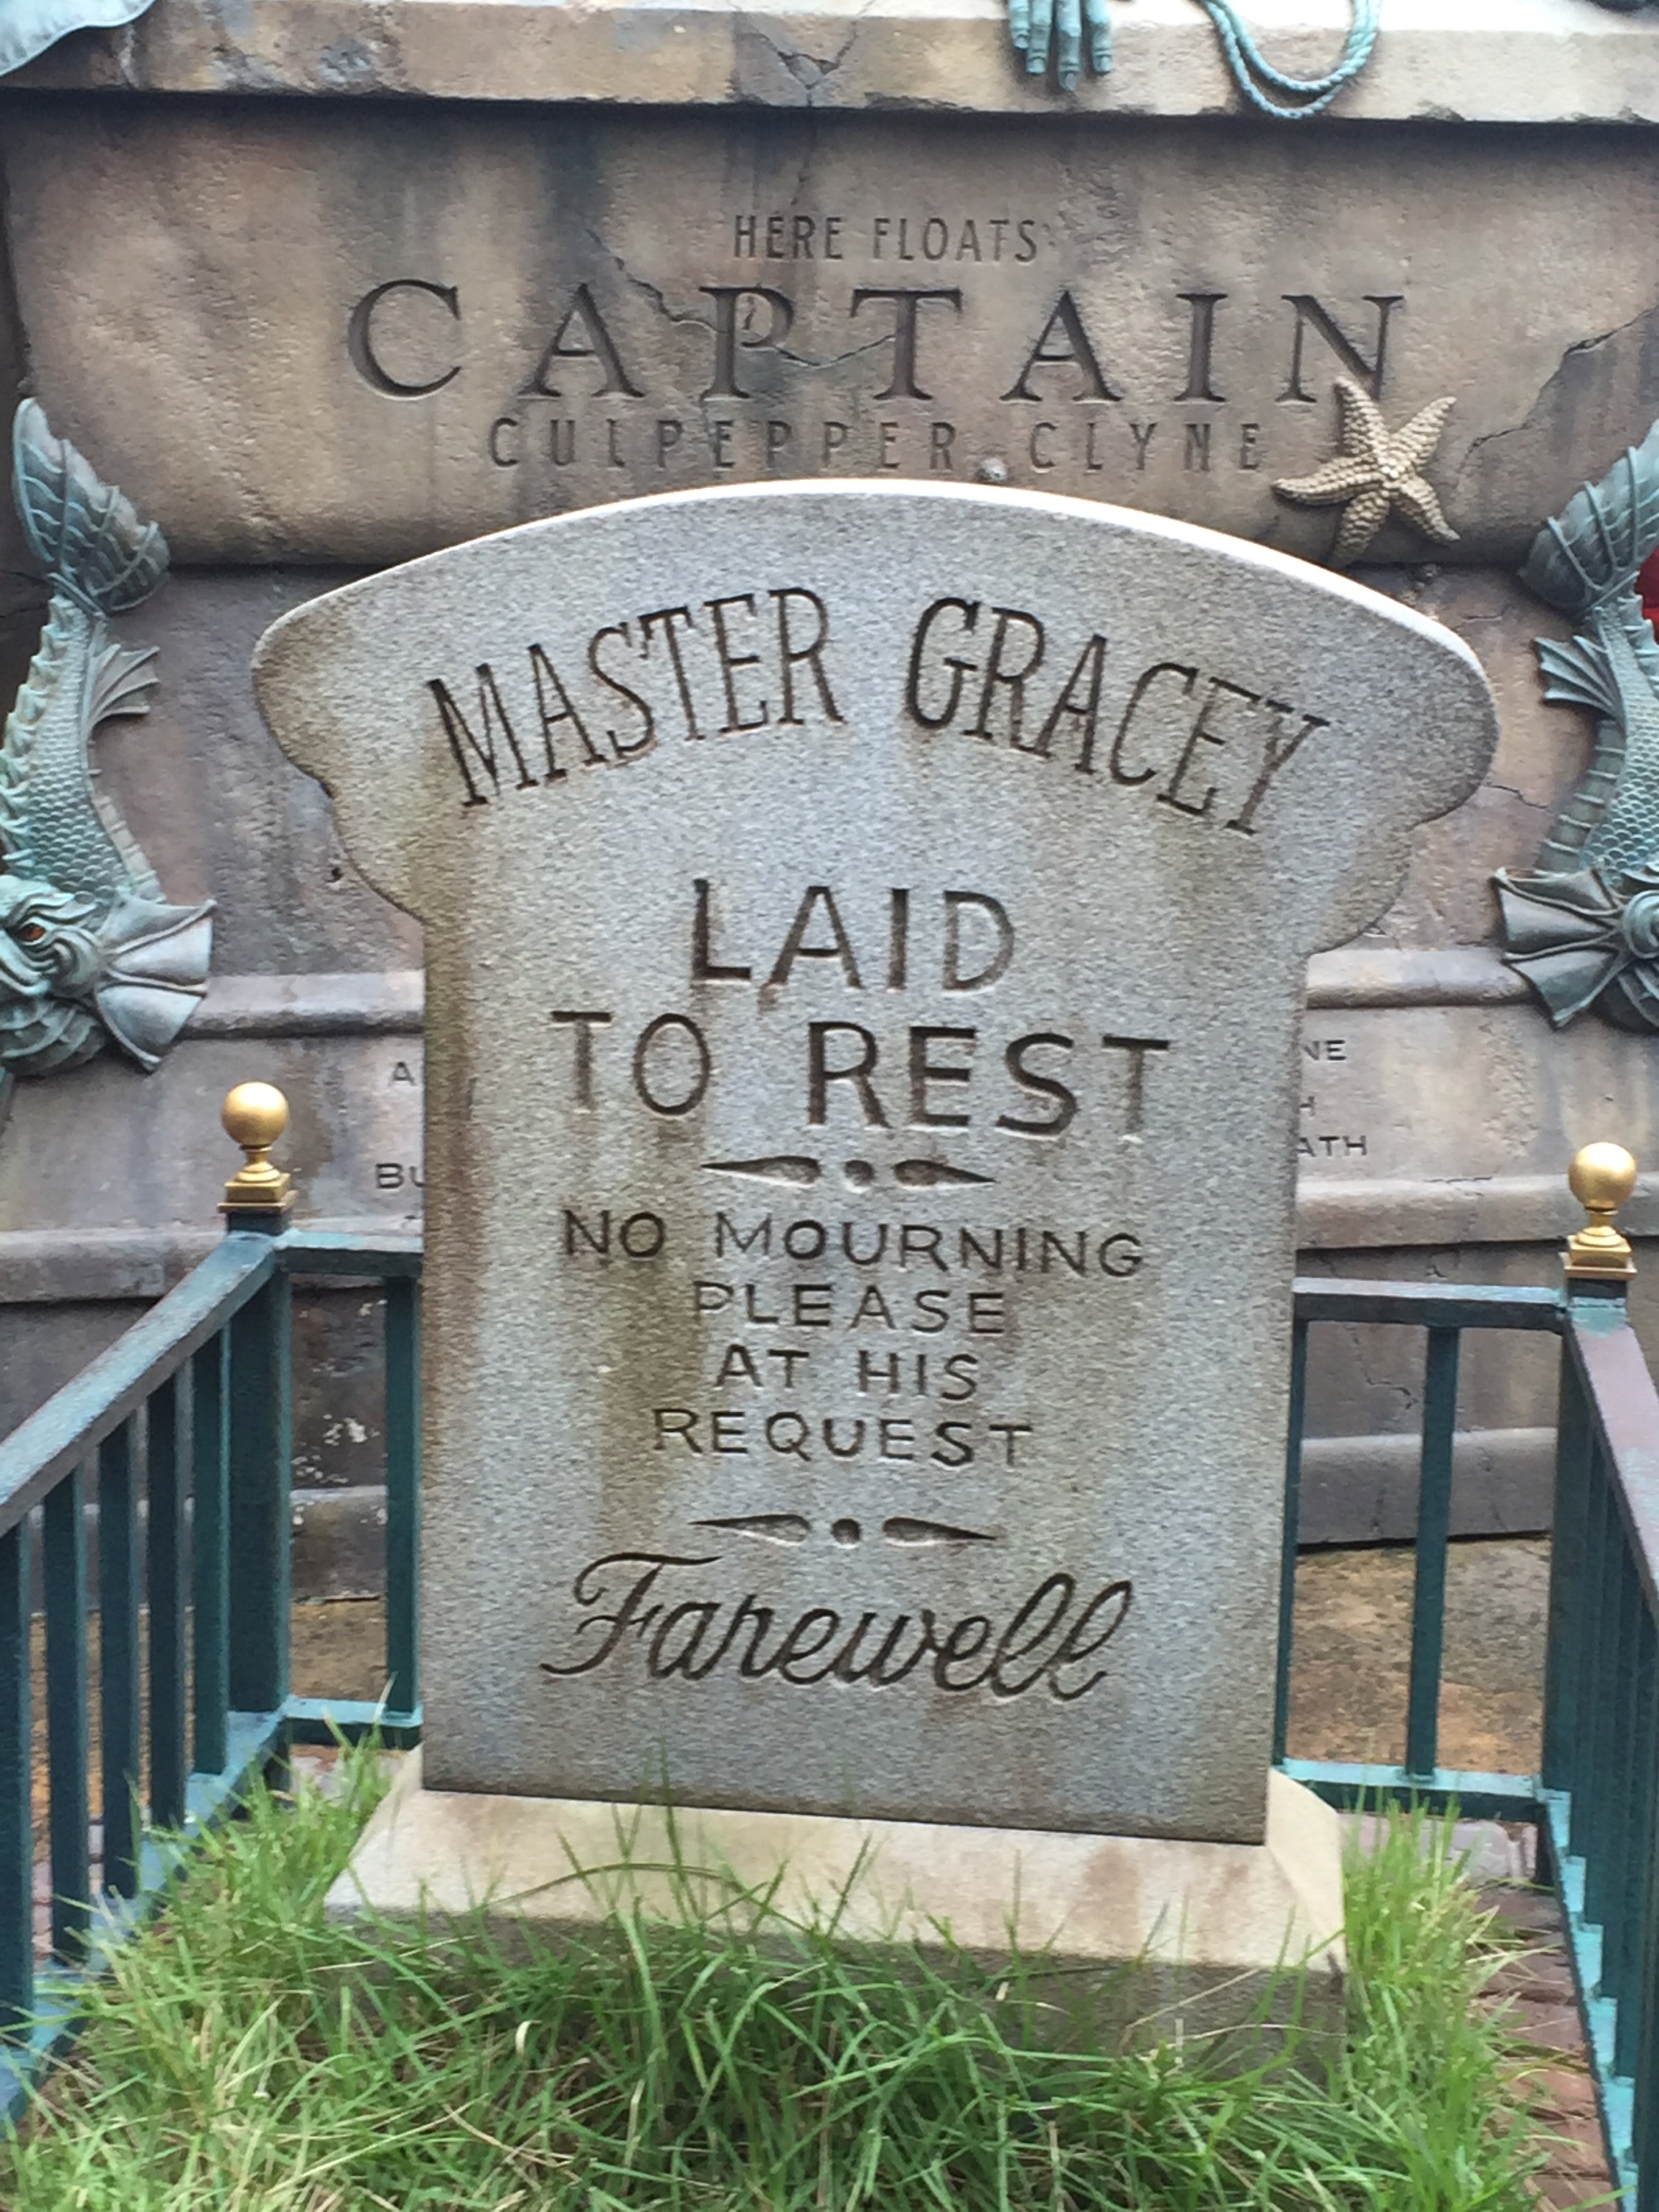 HERE FLOATS
CAPTAIN
CULPEPPER CLYNE
MASTER GRACEY
LAID
TO REST
NO MOURNING
PLEASE
AT HIS
REQUEST
Farewell